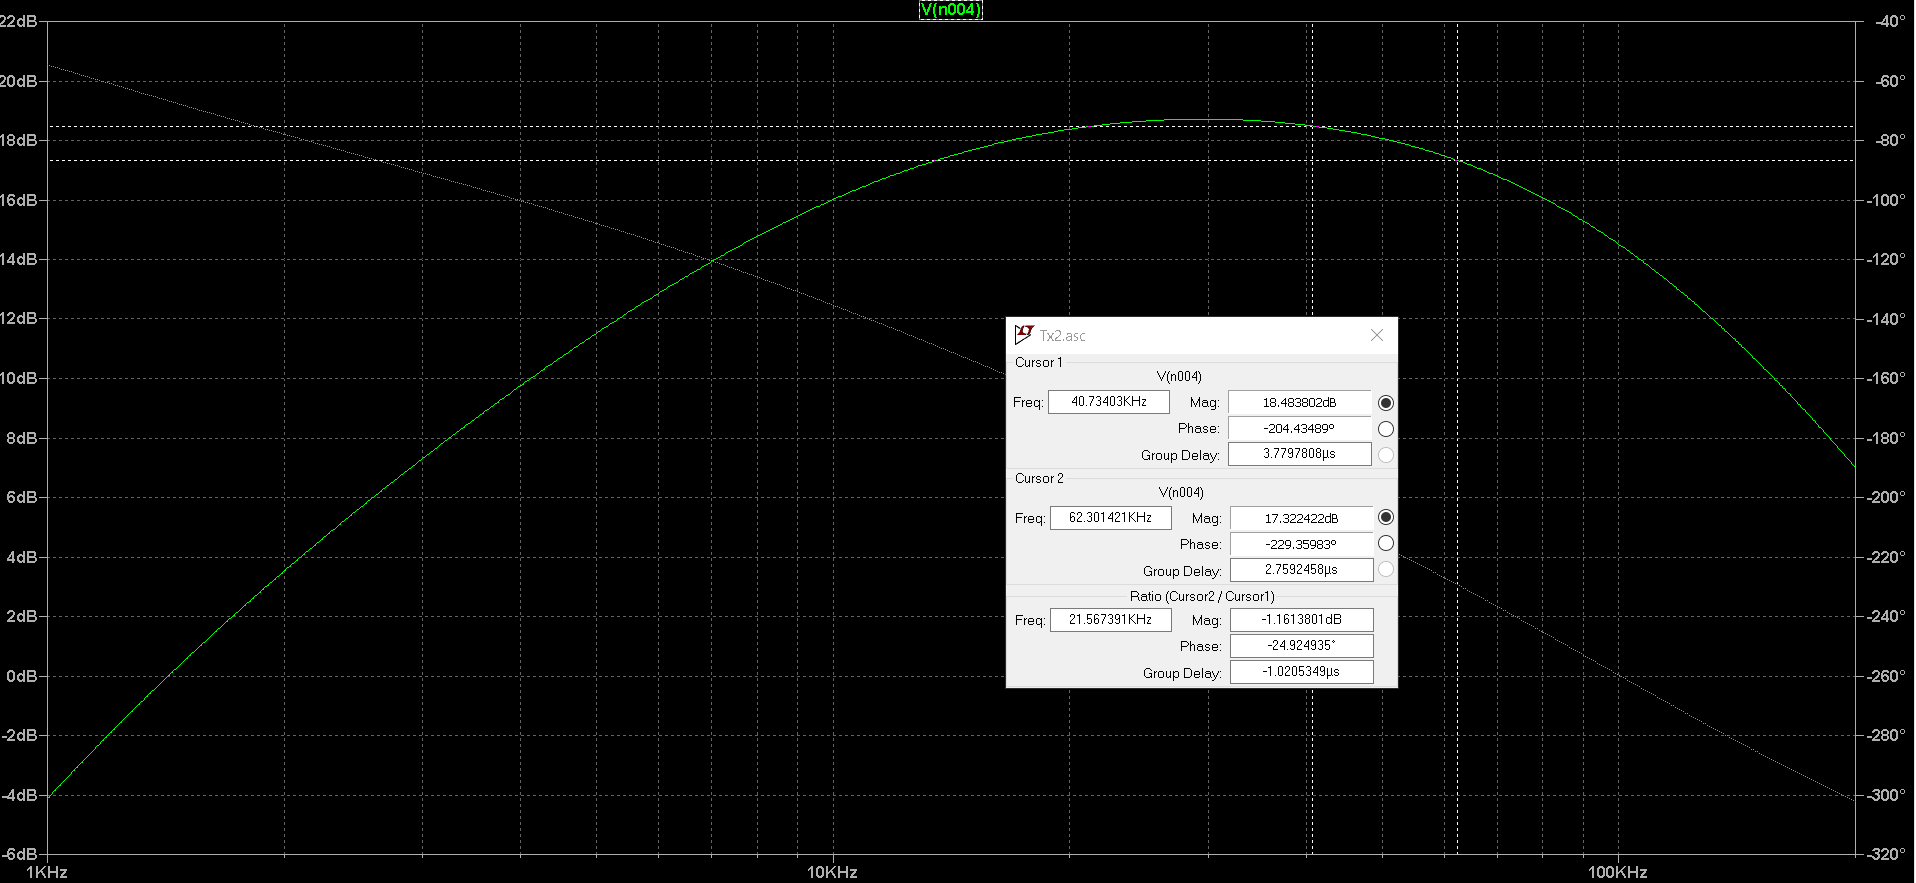 V(n004)
22dB
20dB
18dB
16dB
14dB
12dB
10dB
8dB
6dB
4dB
2dB
0dB
-2dB
-4dB
-6dB
-40°
-60°
-80°
-100°
-120°
-140°
-160°
-180°
-200°
-220°
-240°
-260°
-280°
-300°
-320°
1KHz 10KHz 100KHz
Tx2.asc
Cursor 1
V(n004)
Freq: 40.73403KHz Mag: 18.483802dB
Phase: -204.43489°
Group Delay: 3.7797808µs
Cursor 2
V(n004)
Freq: 62.301421KHz Mag: 17.322422dB
Phase: -229.35983°
Group Delay: 2.7592458µs
Ratio (Cursor2 / Cursor1)
Freq: 21.567391KHz Mag: -1.1613801dB
Phase: -24.924935°
Group Delay: -1.0205349µs